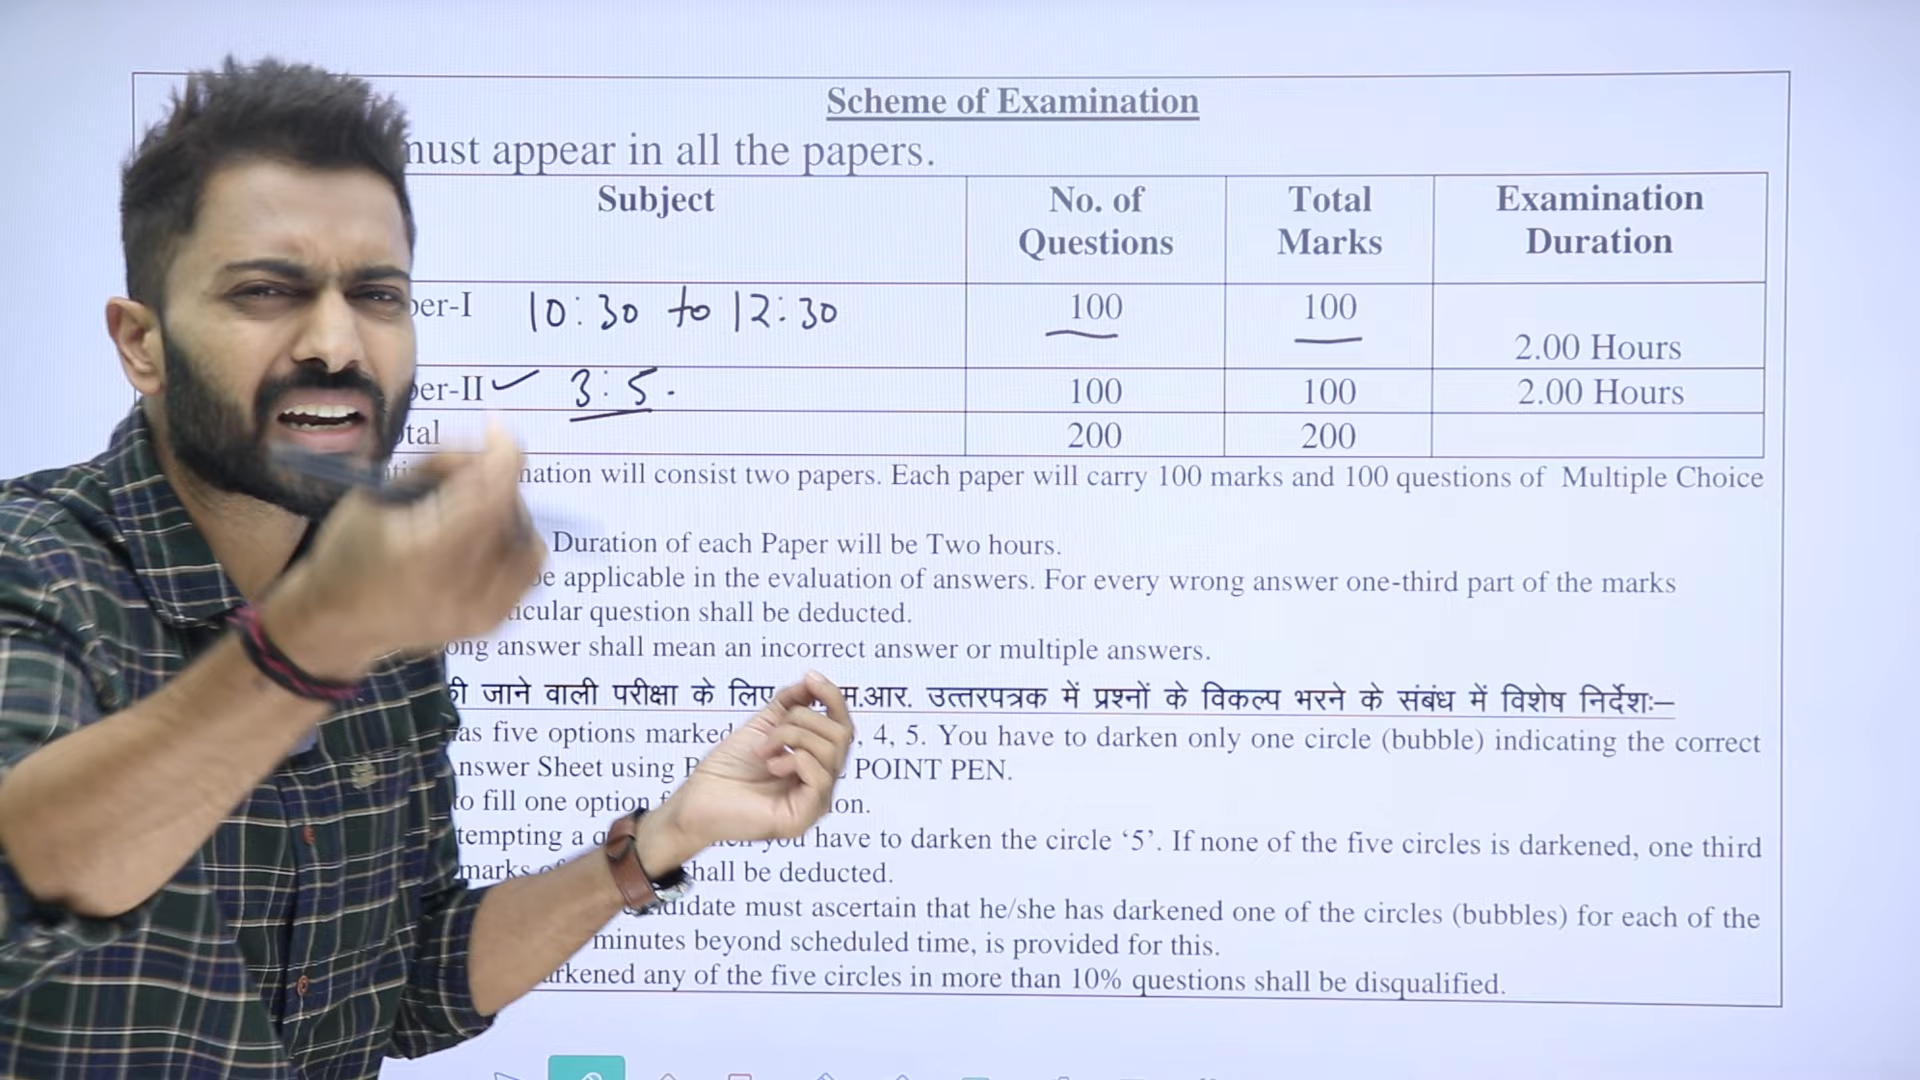 Scheme of Examination
must appear in all the papers.
Subject
No. of Questions
Total Marks
Examination Duration
per-I 10:30 to 12:30 100 100 2.00 Hours
per-II ✓ 3:5. 100 100 2.00 Hours
otal 200 200
nation will consist two papers. Each paper will carry 100 marks and 100 questions of Multiple Choice
Duration of each Paper will be Two hours.
be applicable in the evaluation of answers. For every wrong answer one-third part of the marks
icular question shall be deducted.
ong answer shall mean an incorrect answer or multiple answers.
की जाने वाली परीक्षा के लिए म.आर. उत्तरपत्रक में प्रश्नों के विकल्प भरने के संबंध में विशेष निर्देश:–
as five options marked , 4, 5. You have to darken only one circle (bubble) indicating the correct
nswer Sheet using POINT PEN.
to fill one option ion.
tempting a you have to darken the circle ‘5’. If none of the five circles is darkened, one third
marks shall be deducted.
candidate must ascertain that he/she has darkened one of the circles (bubbles) for each of the
minutes beyond scheduled time, is provided for this.
arkened any of the five circles in more than 10% questions shall be disqualified.